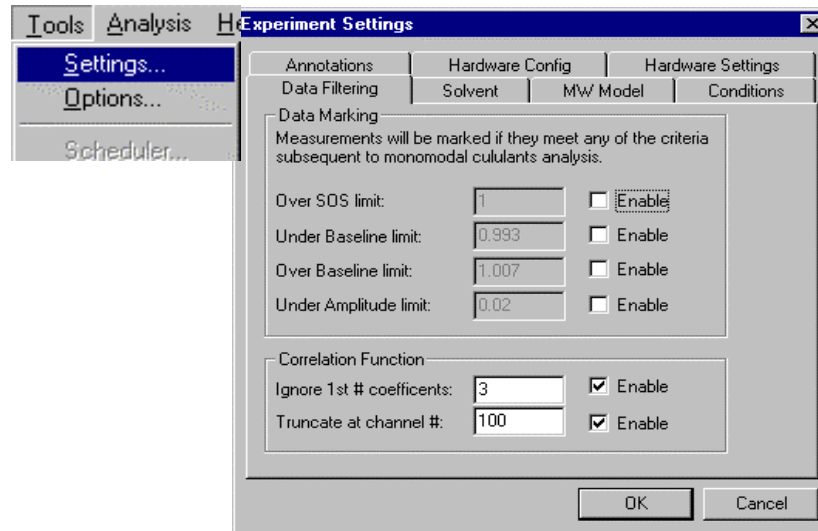 Tools Analysis He
Settings...
Options...
Scheduler...
Experiment Settings
Annotations Hardware Config Hardware Settings
Data Filtering Solvent MW Model Conditions
Data Marking
Measurements will be marked if they meet any of the criteria
subsequent to monomodal cululants analysis.
Over SOS limit: 1 Enable
Under Baseline limit: 0.993 Enable
Over Baseline limit: 1.007 Enable
Under Amplitude limit: 0.02 Enable
Correlation Function
Ignore 1st # coefficents: 3 Enable
Truncate at channel #: 100 Enable
OK Cancel